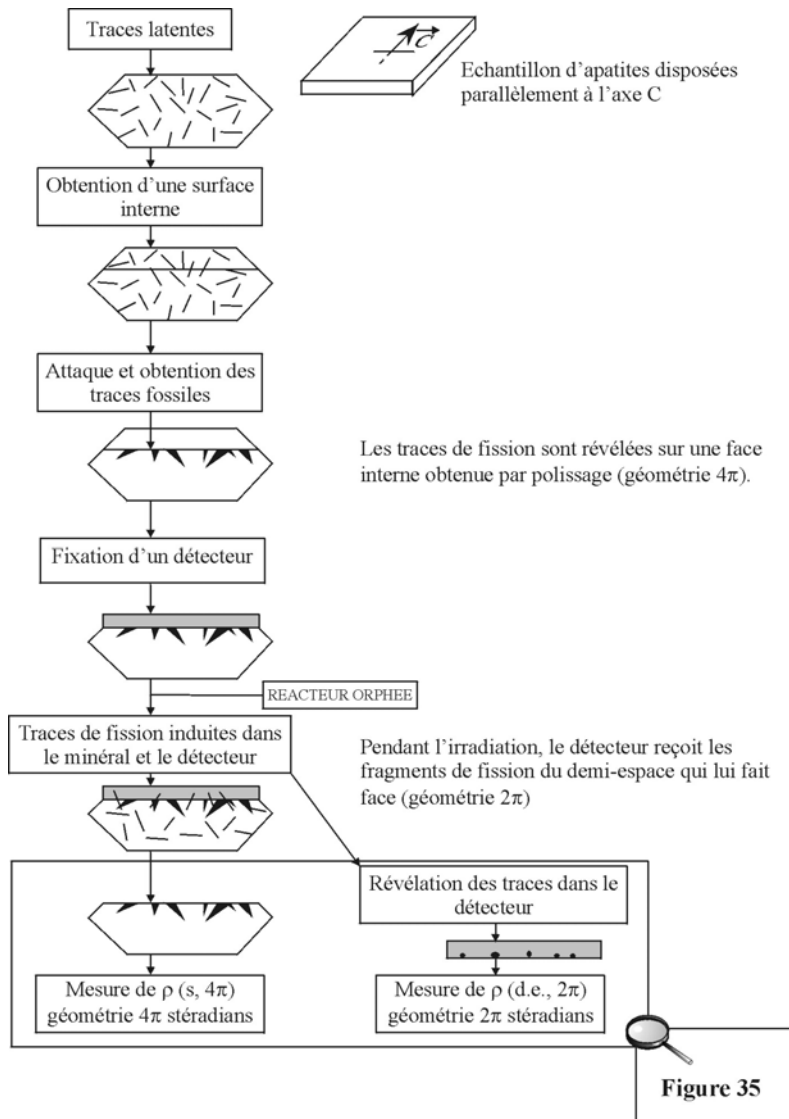 Traces latentes
C
Echantillon d'apatites disposées
parallèlement à l'axe C
Obtention d'une surface
interne
Attaque et obtention des
traces fossiles
Les traces de fission sont révélées sur une face
interne obtenue par polissage (géométrie 4π).
Fixation d'un détecteur
REACTEUR ORPHEE
Traces de fission induites dans
le minéral et le détecteur
Pendant l'irradiation, le détecteur reçoit les
fragments de fission du demi-espace qui lui fait
face (géométrie 2π)
Révélation des traces dans le
détecteur
Mesure de ρ (s, 4π)
géométrie 4π stéradians
Mesure de ρ (d.e., 2π)
géométrie 2π stéradians
Figure 35